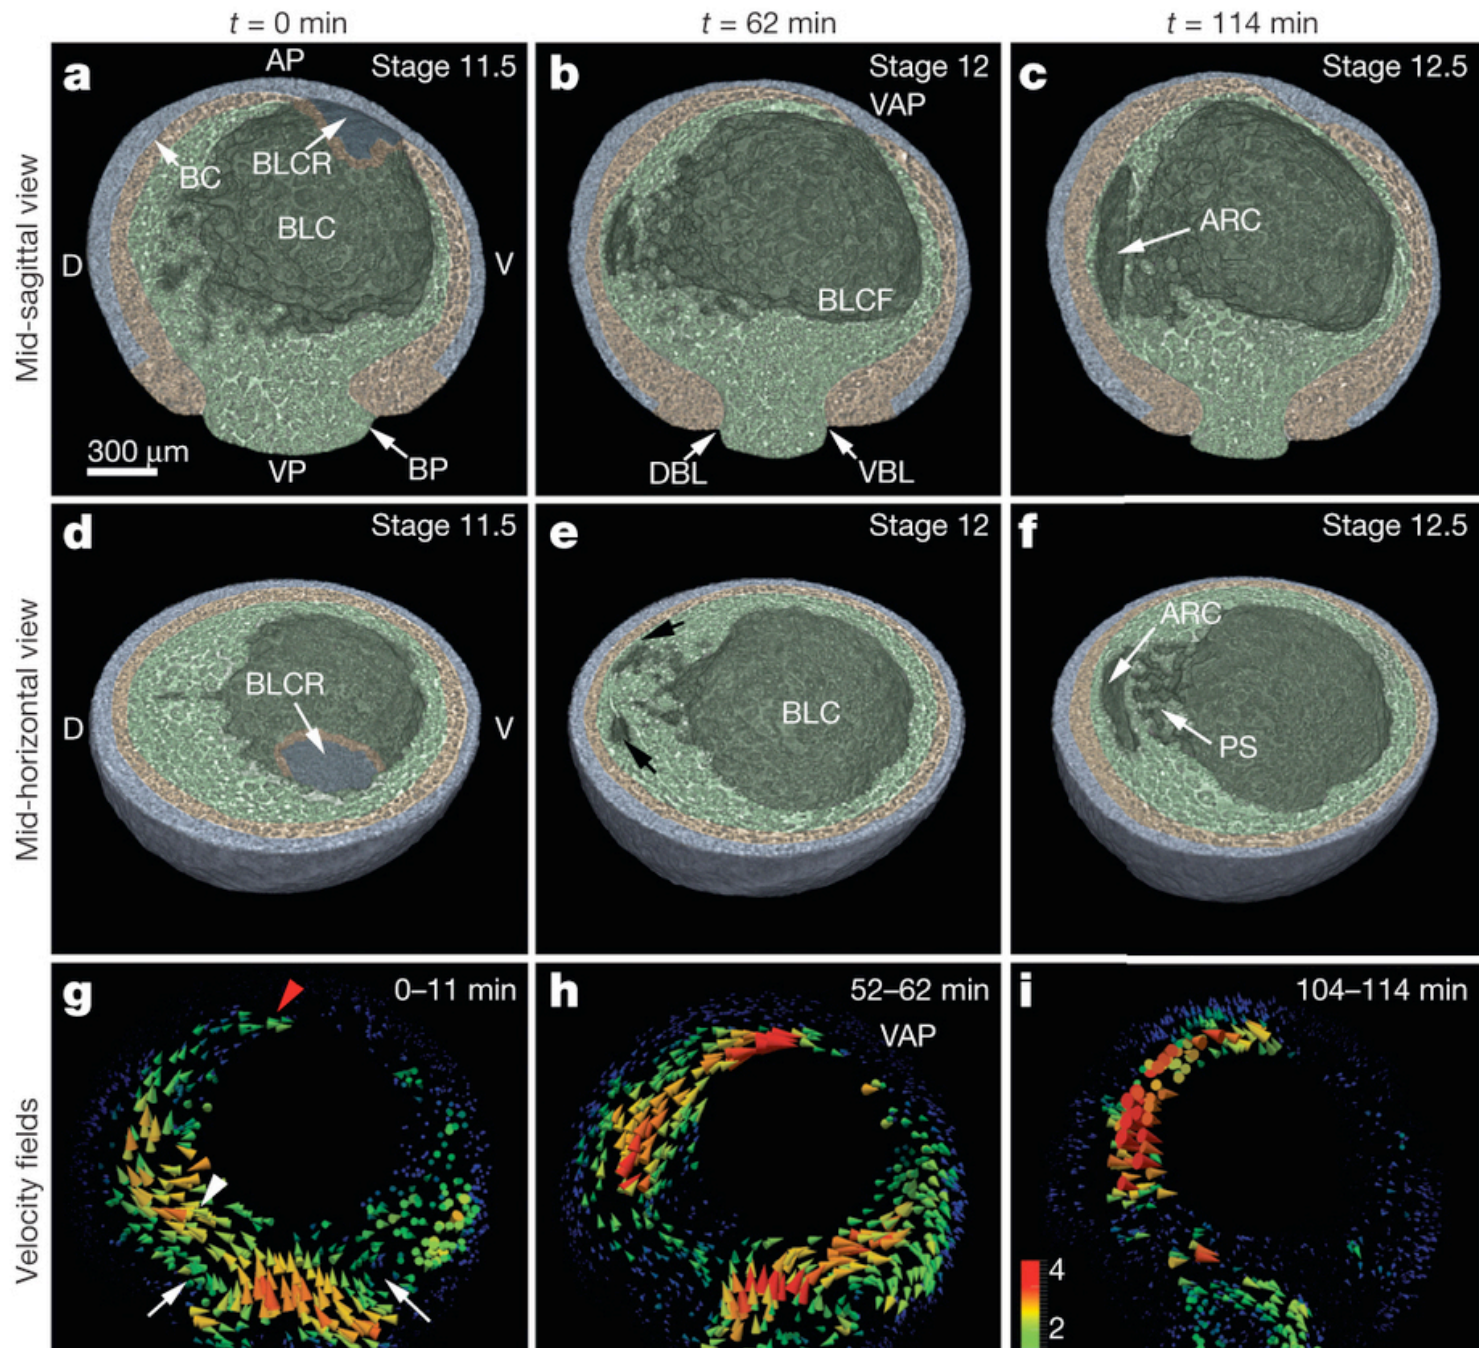 t = 0 min
t = 62 min
t = 114 min
Mid-sagittal view
a
AP
Stage 11.5
BLCR
BC
BLC
D
V
300 µm
VP
BP
b
Stage 12
VAP
BLCF
DBL
VBL
c
Stage 12.5
ARC
Mid-horizontal view
d
Stage 11.5
BLCR
D
V
e
Stage 12
BLC
f
Stage 12.5
ARC
PS
Velocity fields
g
0–11 min
h
52–62 min
VAP
i
104–114 min
4
2